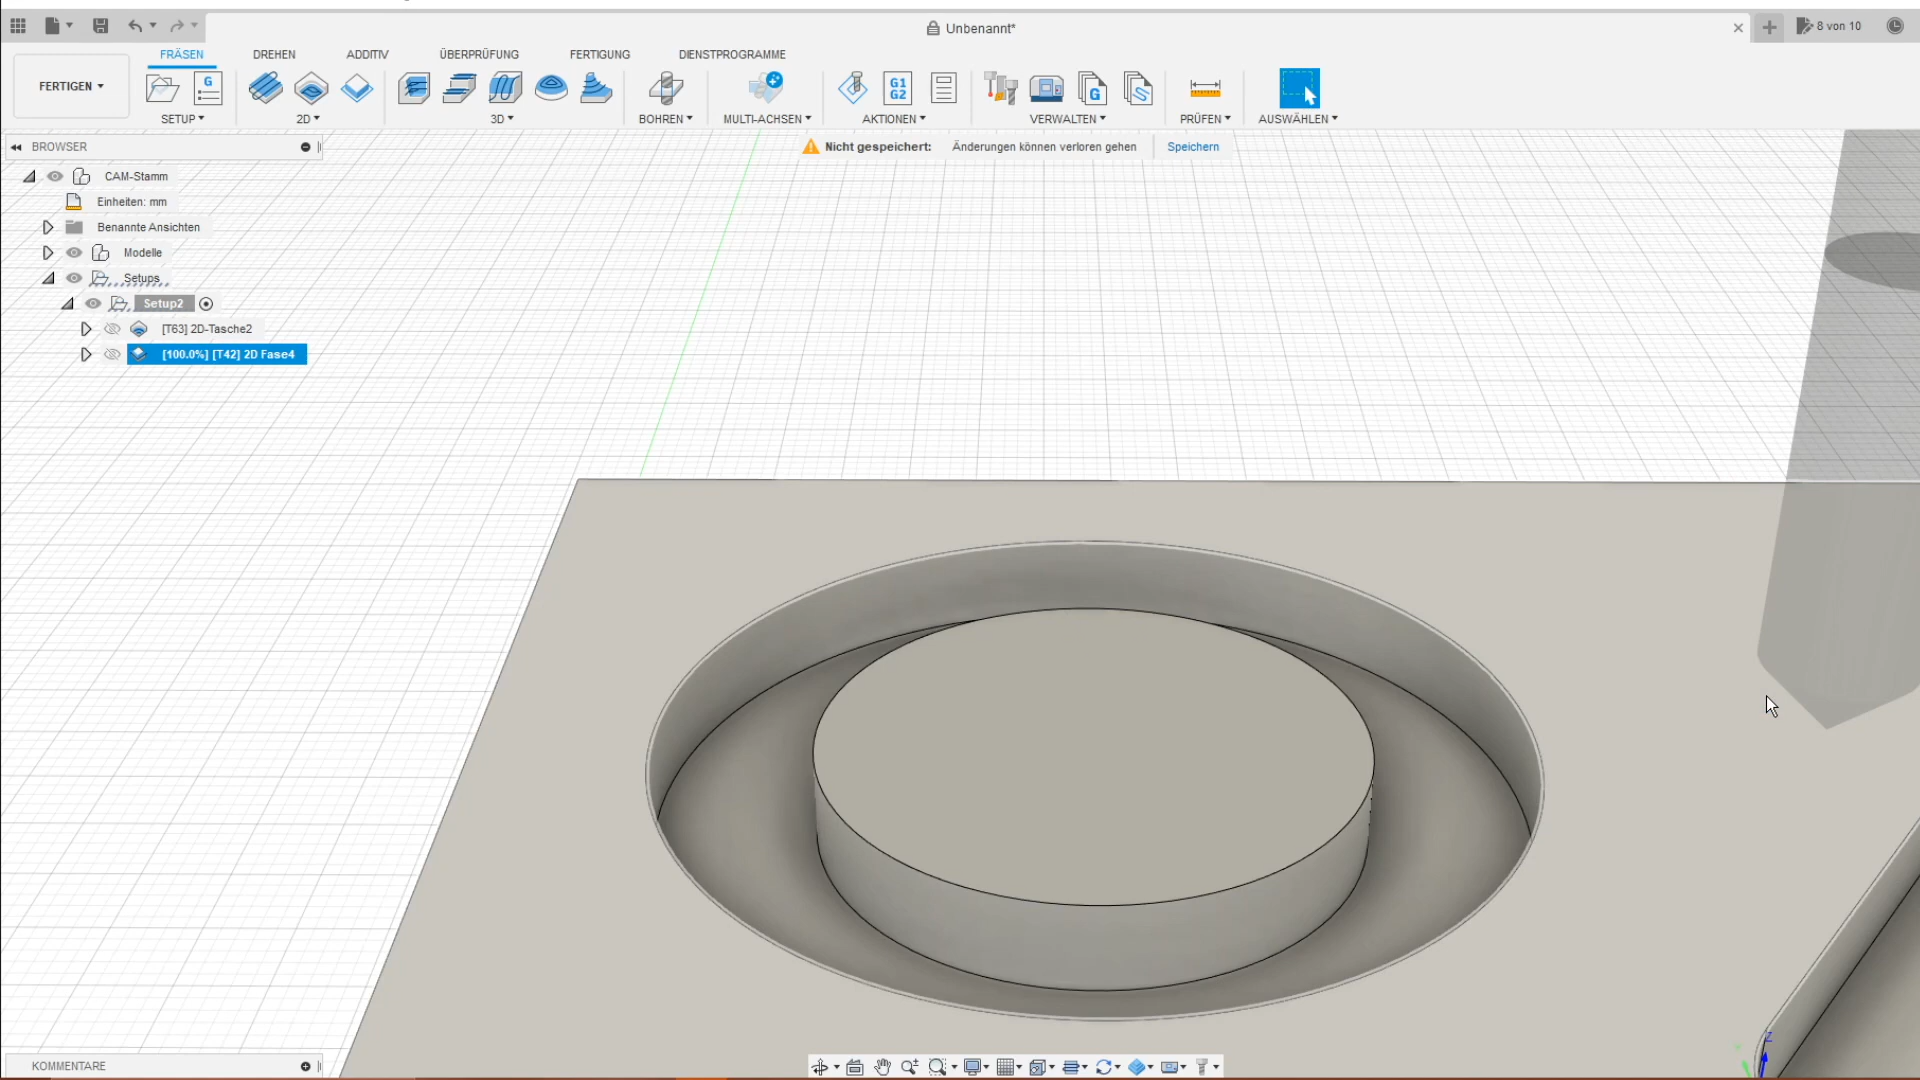 Unbenannt*
8 von 10
FERTIGEN
FRÄSEN
DREHEN
ADDITIV
ÜBERPRÜFUNG
FERTIGUNG
DIENSTPROGRAMME
G
G1
G2
G
SETUP
2D
3D
BOHREN
MULTI-ACHSEN
AKTIONEN
VERWALTEN
PRÜFEN
AUSWÄHLEN
BROWSER
Nicht gespeichert: Änderungen können verloren gehen Speichern
CAM-Stamm
Einheiten: mm
Benannte Ansichten
Modelle
Setups
Setup2
[T63] 2D-Tasche2
[100.0%] [T42] 2D Fase4
Z
KOMMENTARE